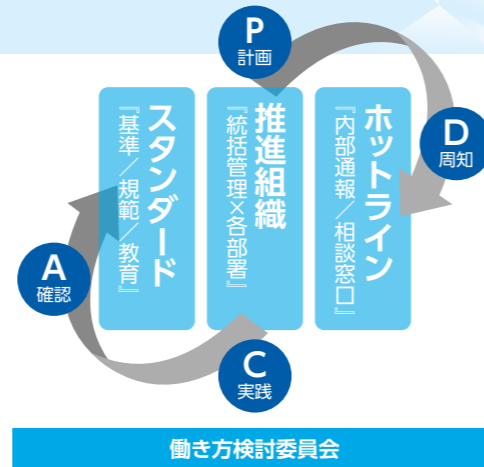 P
計画
D
周知
ホットライン
『内部通報／相談窓口』
推進組織
『統括管理×各部署』
スタンダード
『基準／規範／教育』
A
確認
C
実践
働き方検討委員会